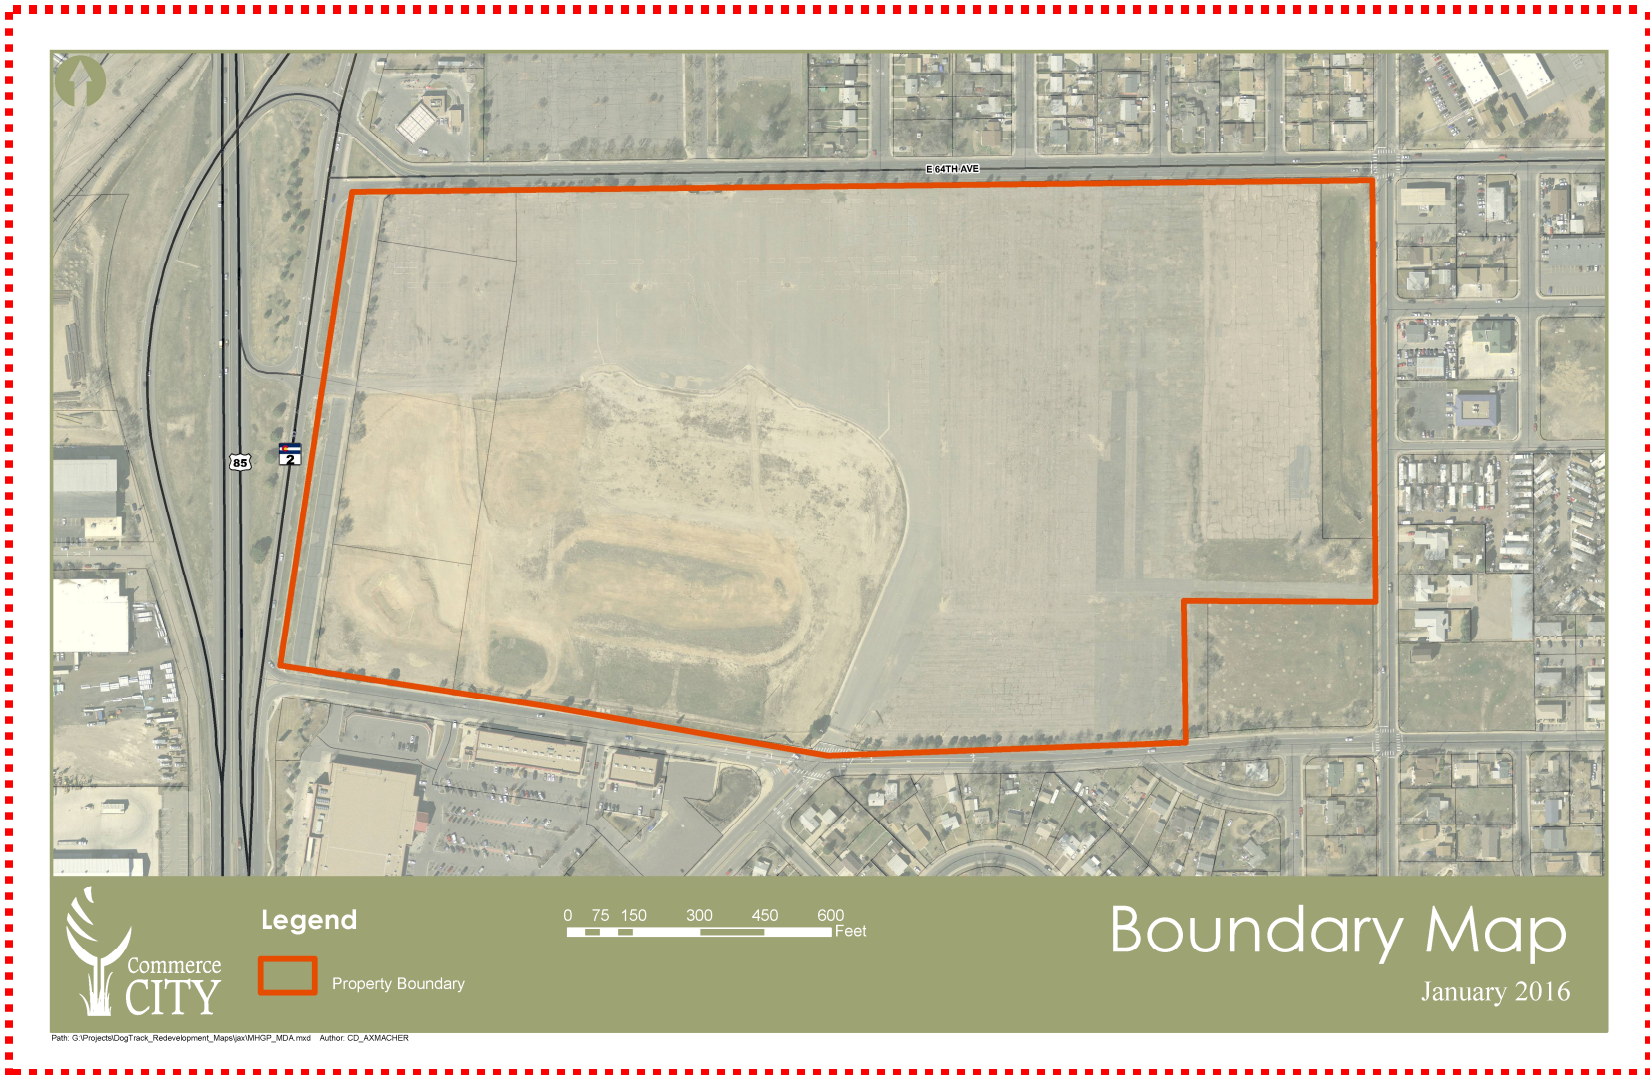 E 64TH AVE
85
2
Legend
Property Boundary
0 75 150 300 450 600
Feet
Boundary Map
January 2016
Commerce
CITY
Path: G:\Projects\DogTrack_Redevelopment_Maps\jax\MHGP_MDA.mxd Author: CD_AXMACHER